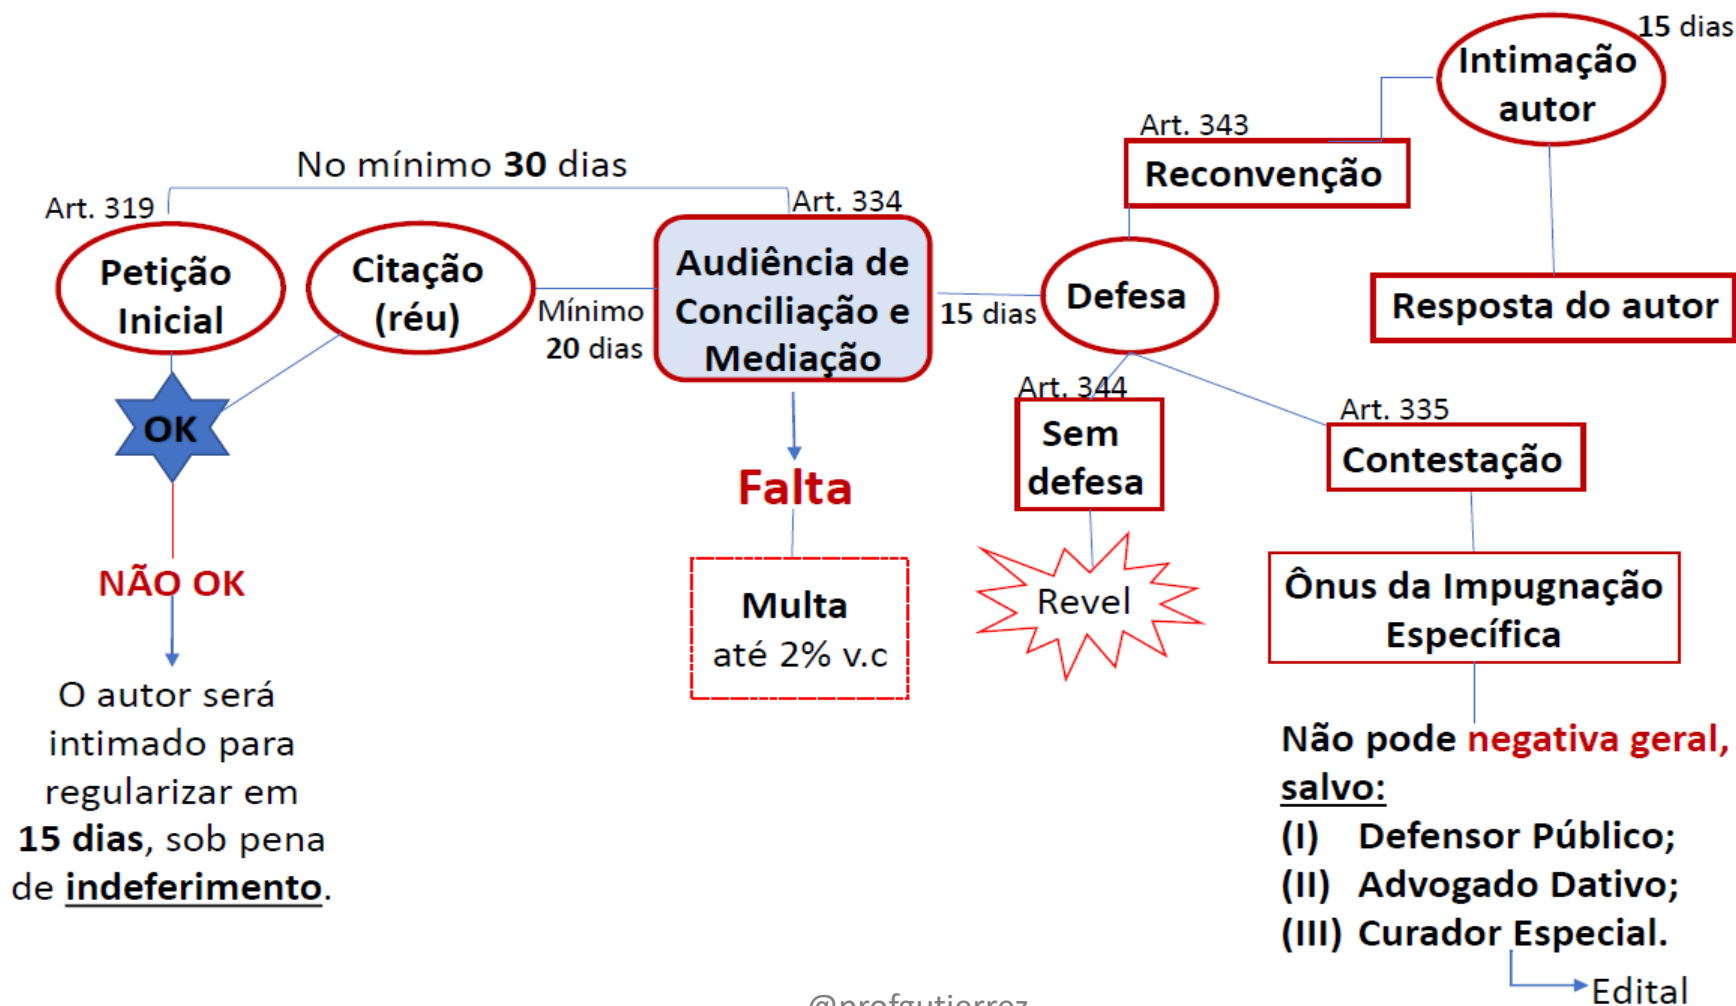 15 dias
Intimação
autor
Art. 343
Reconvenção
No mínimo 30 dias
Art. 319
Art. 334
Petição
Inicial
Citação
(réu)
Mínimo
20 dias
Audiência de
Conciliação e
Mediação
15 dias
Defesa
Resposta do autor
OK
Art. 344
Sem
defesa
Art. 335
Contestação
Falta
NÃO OK
Multa
até 2% v.c
Revel
Ônus da Impugnação
Específica
O autor será
intimado para
regularizar em
15 dias, sob pena
de indeferimento.
Não pode negativa geral,
salvo:
(I) Defensor Público;
(II) Advogado Dativo;
(III) Curador Especial.
Edital
@profgutierrez